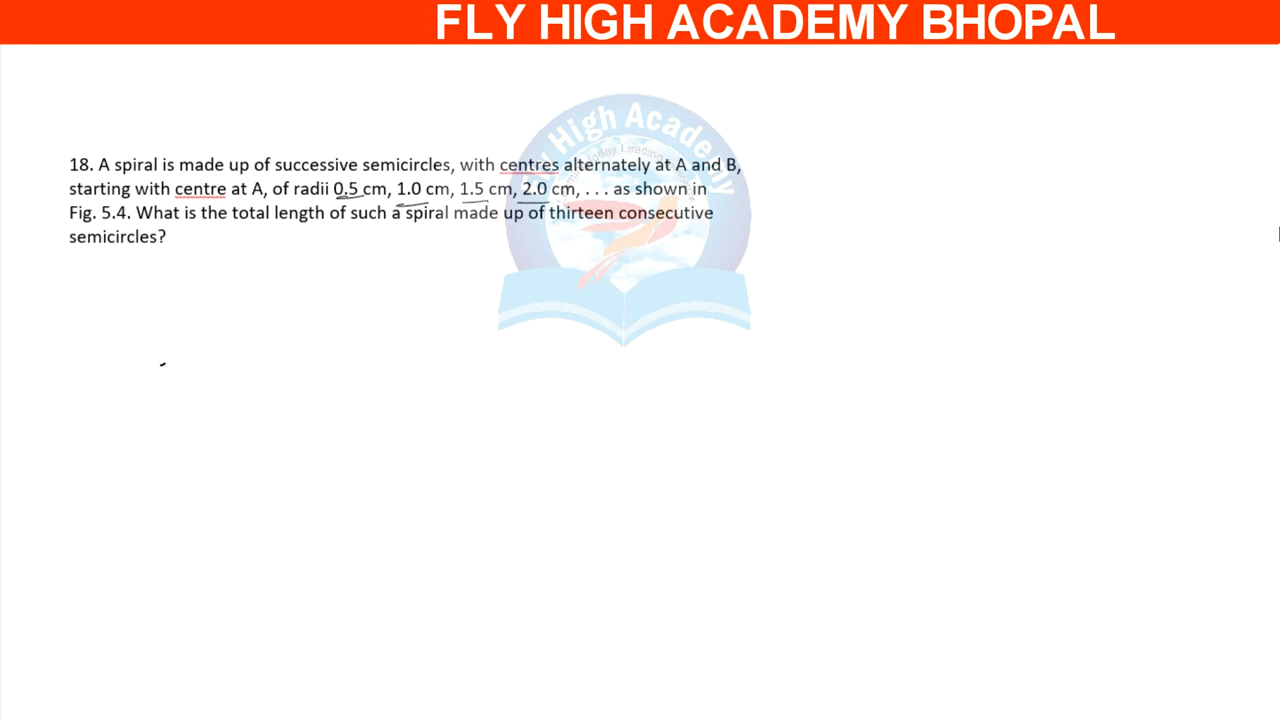 FLY HIGH ACADEMY BHOPAL
18. A spiral is made up of successive semicircles, with centres alternately at A and B,
starting with centre at A, of radii 0.5 cm, 1.0 cm, 1.5 cm, 2.0 cm, . . . as shown in
Fig. 5.4. What is the total length of such a spiral made up of thirteen consecutive
semicircles?
High Academy